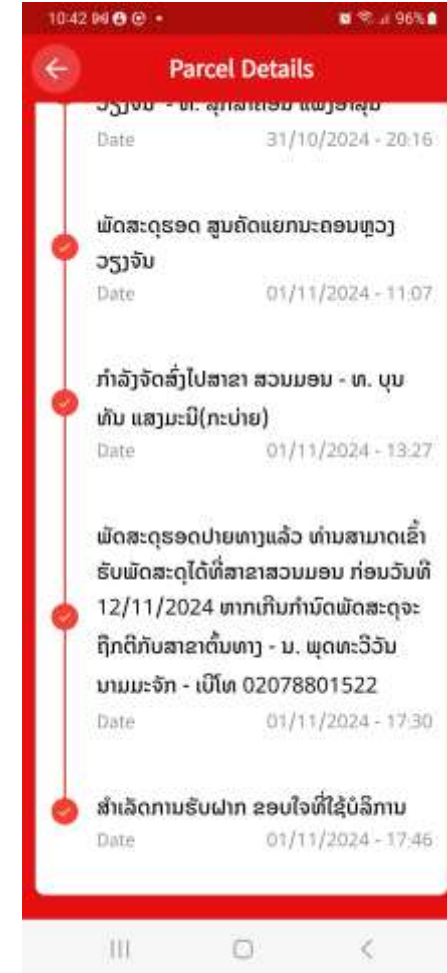 10:42
96%
Parcel Details
ວຽງຈັນ - ທ.
Date 31/10/2024 - 20:16
ພັດສະດຸຮອດ ສູນຄັດແຍກນະຄອນຫຼວງ
ວຽງຈັນ
Date 01/11/2024 - 11:07
ກຳລັງຈັດສົ່ງໄປສາຂາ ສວນມອນ - ທ. ບຸນ
ທັນ ແສງມະນີ(ກະບ່າຍ)
Date 01/11/2024 - 13:27
ພັດສະດຸຮອດປາຍທາງແລ້ວ ທ່ານສາມາດເຂົ້າ
ຮັບພັດສະດຸໄດ້ທີ່ສາຂາສວນມອນ ກ່ອນວັນທີ
12/11/2024 ຫາກເກີນກຳນົດພັດສະດຸຈະ
ຖືກຕີກັບສາຂາຕົ້ນທາງ - ນ. ພຸດທະວີວັນ
ນາມມະຈັກ - ເບີໂທ 02078801522
Date 01/11/2024 - 17:30
ສຳເລັດການຮັບຝາກ ຂອບໃຈທີ່ໃຊ້ບໍລິການ
Date 01/11/2024 - 17:46